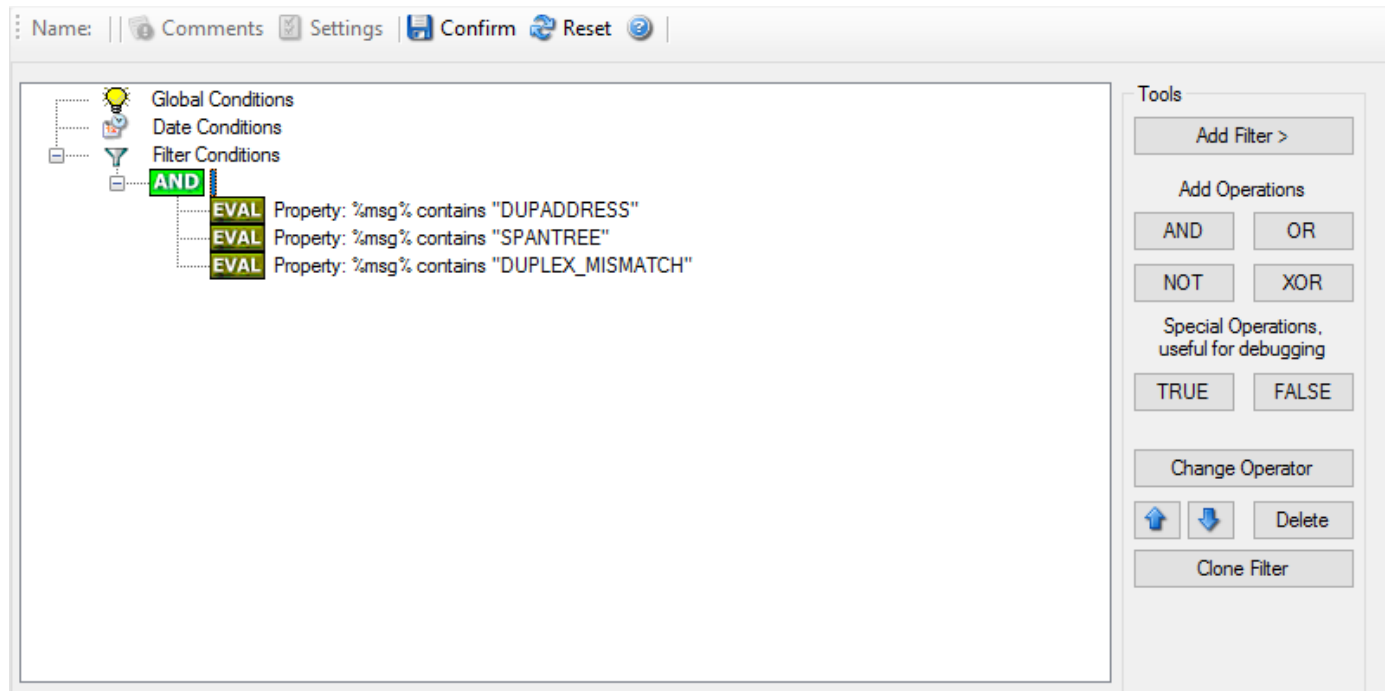 Name: Comments Settings Confirm Reset
Global Conditions
Date Conditions
Filter Conditions
AND
EVAL Property: %msg% contains "DUPADDRESS"
EVAL Property: %msg% contains "SPANTREE"
EVAL Property: %msg% contains "DUPLEX_MISMATCH"
Tools
Add Filter >
Add Operations
AND OR
NOT XOR
Special Operations,
useful for debugging
TRUE FALSE
Change Operator
Delete
Clone Filter